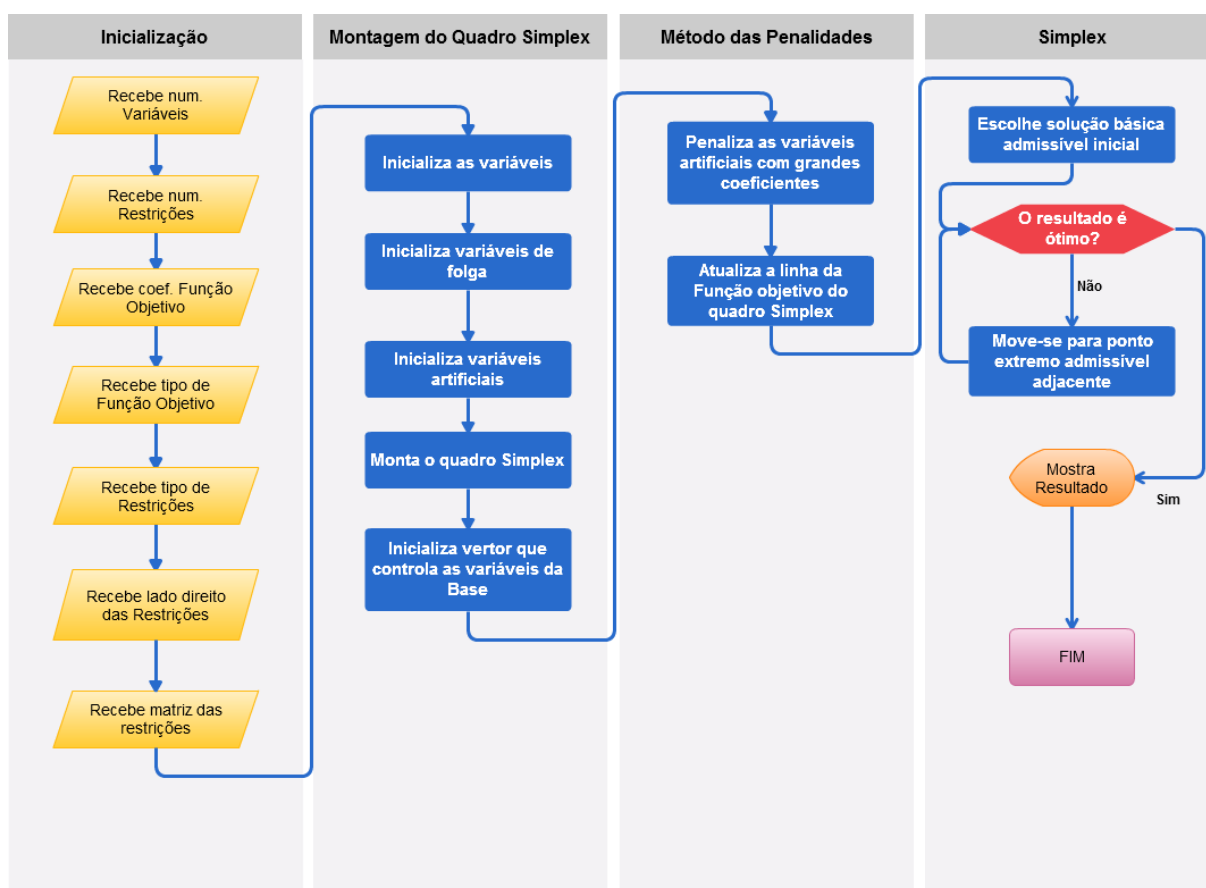 Inicialização
Recebe num.
Variáveis
Recebe num.
Restrições
Recebe coef. Função
Objetivo
Recebe tipo de
Função Objetivo
Recebe tipo de
Restrições
Recebe lado direito
das Restrições
Recebe matriz das
restrições
Montagem do Quadro Simplex
Inicializa as variáveis
Inicializa variáveis de
folga
Inicializa variáveis
artificiais
Monta o quadro Simplex
Inicializa vertor que
controla as variáveis da
Base
Método das Penalidades
Penaliza as variáveis
artificiais com grandes
coeficientes
Atualiza a linha da
Função objetivo do
quadro Simplex
Simplex
Escolhe solução básica
admissível inicial
O resultado é
ótimo?
Não
Move-se para ponto
extremo admissível
adjacente
Mostra
Resultado
Sim
FIM